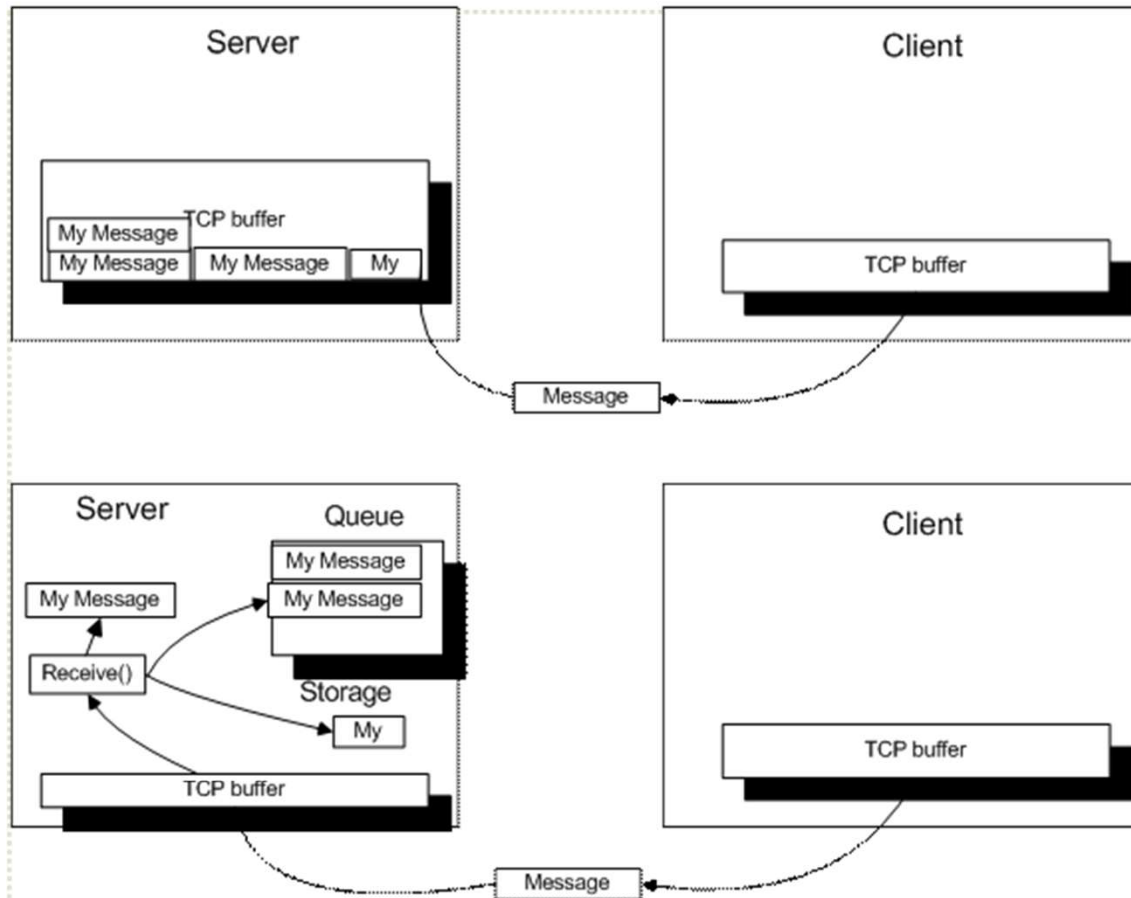 Server
Client
TCP buffer
My Message
My Message
My Message
My
TCP buffer
Message
Server
Queue
Client
My Message
My Message
My Message
Receive()
Storage
My
TCP buffer
TCP buffer
Message